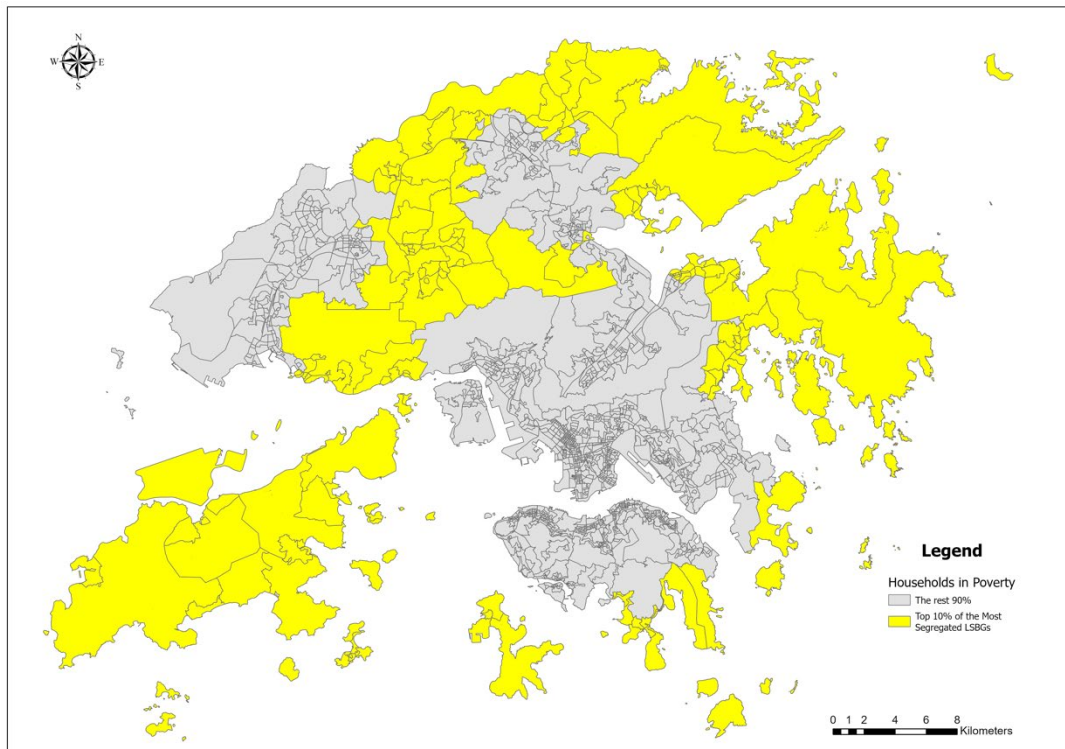 N
W E
S
Legend
Households in Poverty
The rest 90%
Top 10% of the Most
Segregated LSBGs
0 1 2 4 6 8
Kilometers